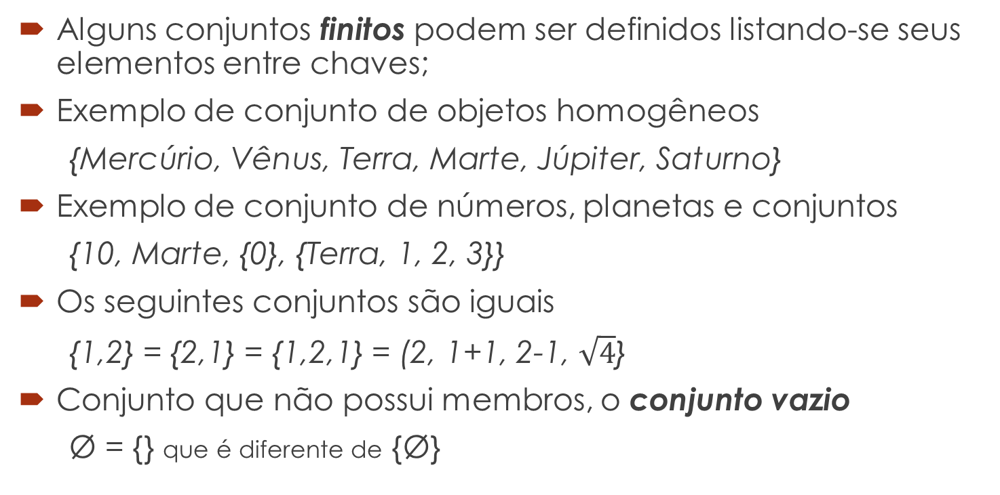 Alguns conjuntos finitos podem ser definidos listando-se seus
elementos entre chaves;
Exemplo de conjunto de objetos homogêneos
{Mercúrio, Vênus, Terra, Marte, Júpiter, Saturno}
Exemplo de conjunto de números, planetas e conjuntos
{10, Marte, {0}, {Terra, 1, 2, 3}}
Os seguintes conjuntos são iguais
{1,2} = {2,1} = {1,2,1} = (2, 1+1, 2-1, √4}
Conjunto que não possui membros, o conjunto vazio
Ø = {} que é diferente de {Ø}